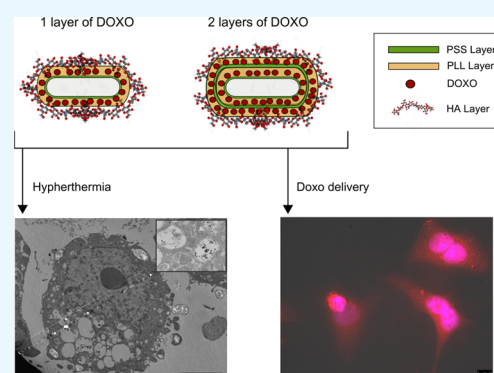 1 layer of DOXO
2 layers of DOXO
PSS Layer
PLL Layer
DOXO
HA Layer
Hypherthermia
Doxo delivery